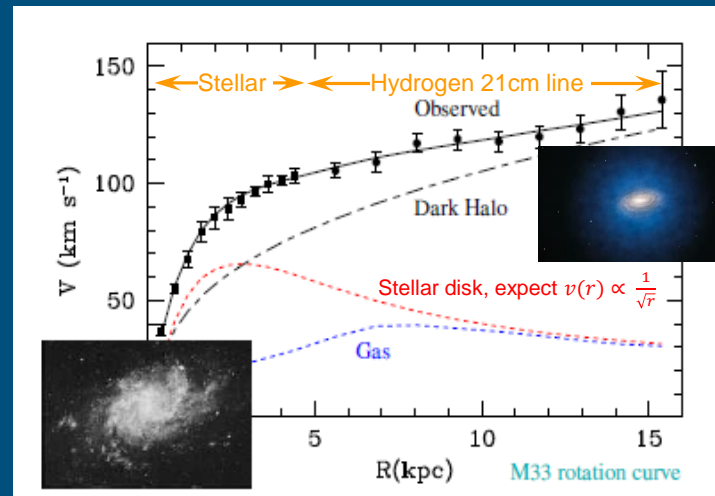 150
Stellar
Hydrogen 21cm line
Observed
100
Dark Halo
V (km s⁻¹)
Stellar disk, expect v(r) ∝ 1/√r
50
Gas
5 10 15
R(kpc)
M33 rotation curve